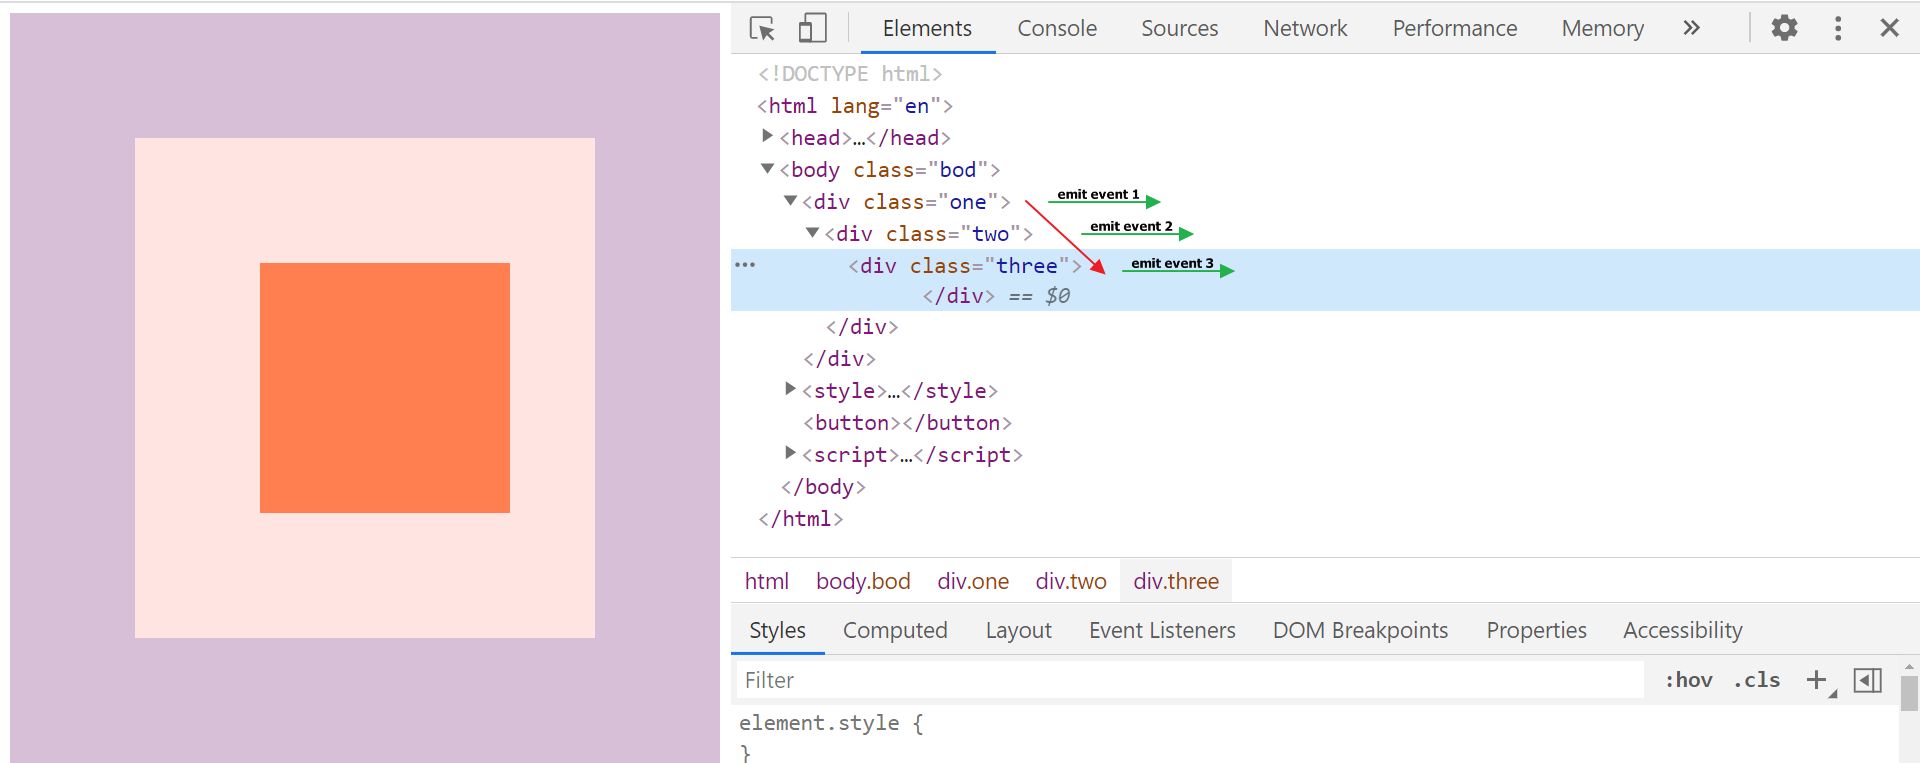 Elements Console Sources Network Performance Memory
<!DOCTYPE html>
<html lang="en">
<head>…</head>
<body class="bod">
<div class="one"> emit event 1
<div class="two"> emit event 2
<div class="three"> emit event 3
</div> == $0
</div>
</div>
<style>…</style>
<button></button>
<script>…</script>
</body>
</html>
html body.bod div.one div.two div.three
Styles Computed Layout Event Listeners DOM Breakpoints Properties Accessibility
Filter :hov .cls
element.style {
}